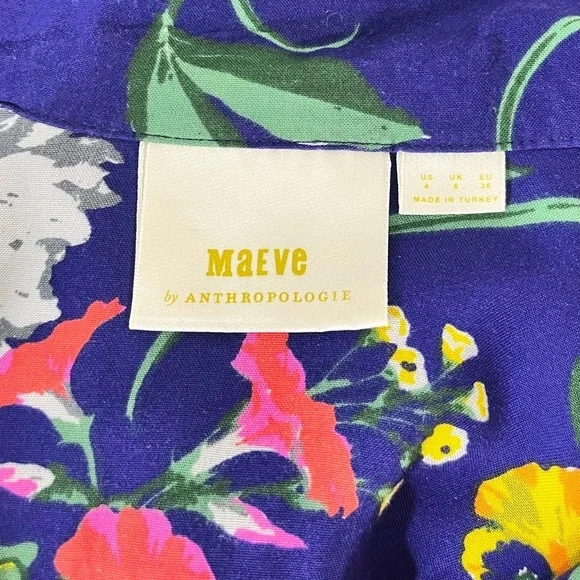 MaEve
by ANTHROPOLOGIE
US UK EU
4 8 36
MADE IN TURKEY